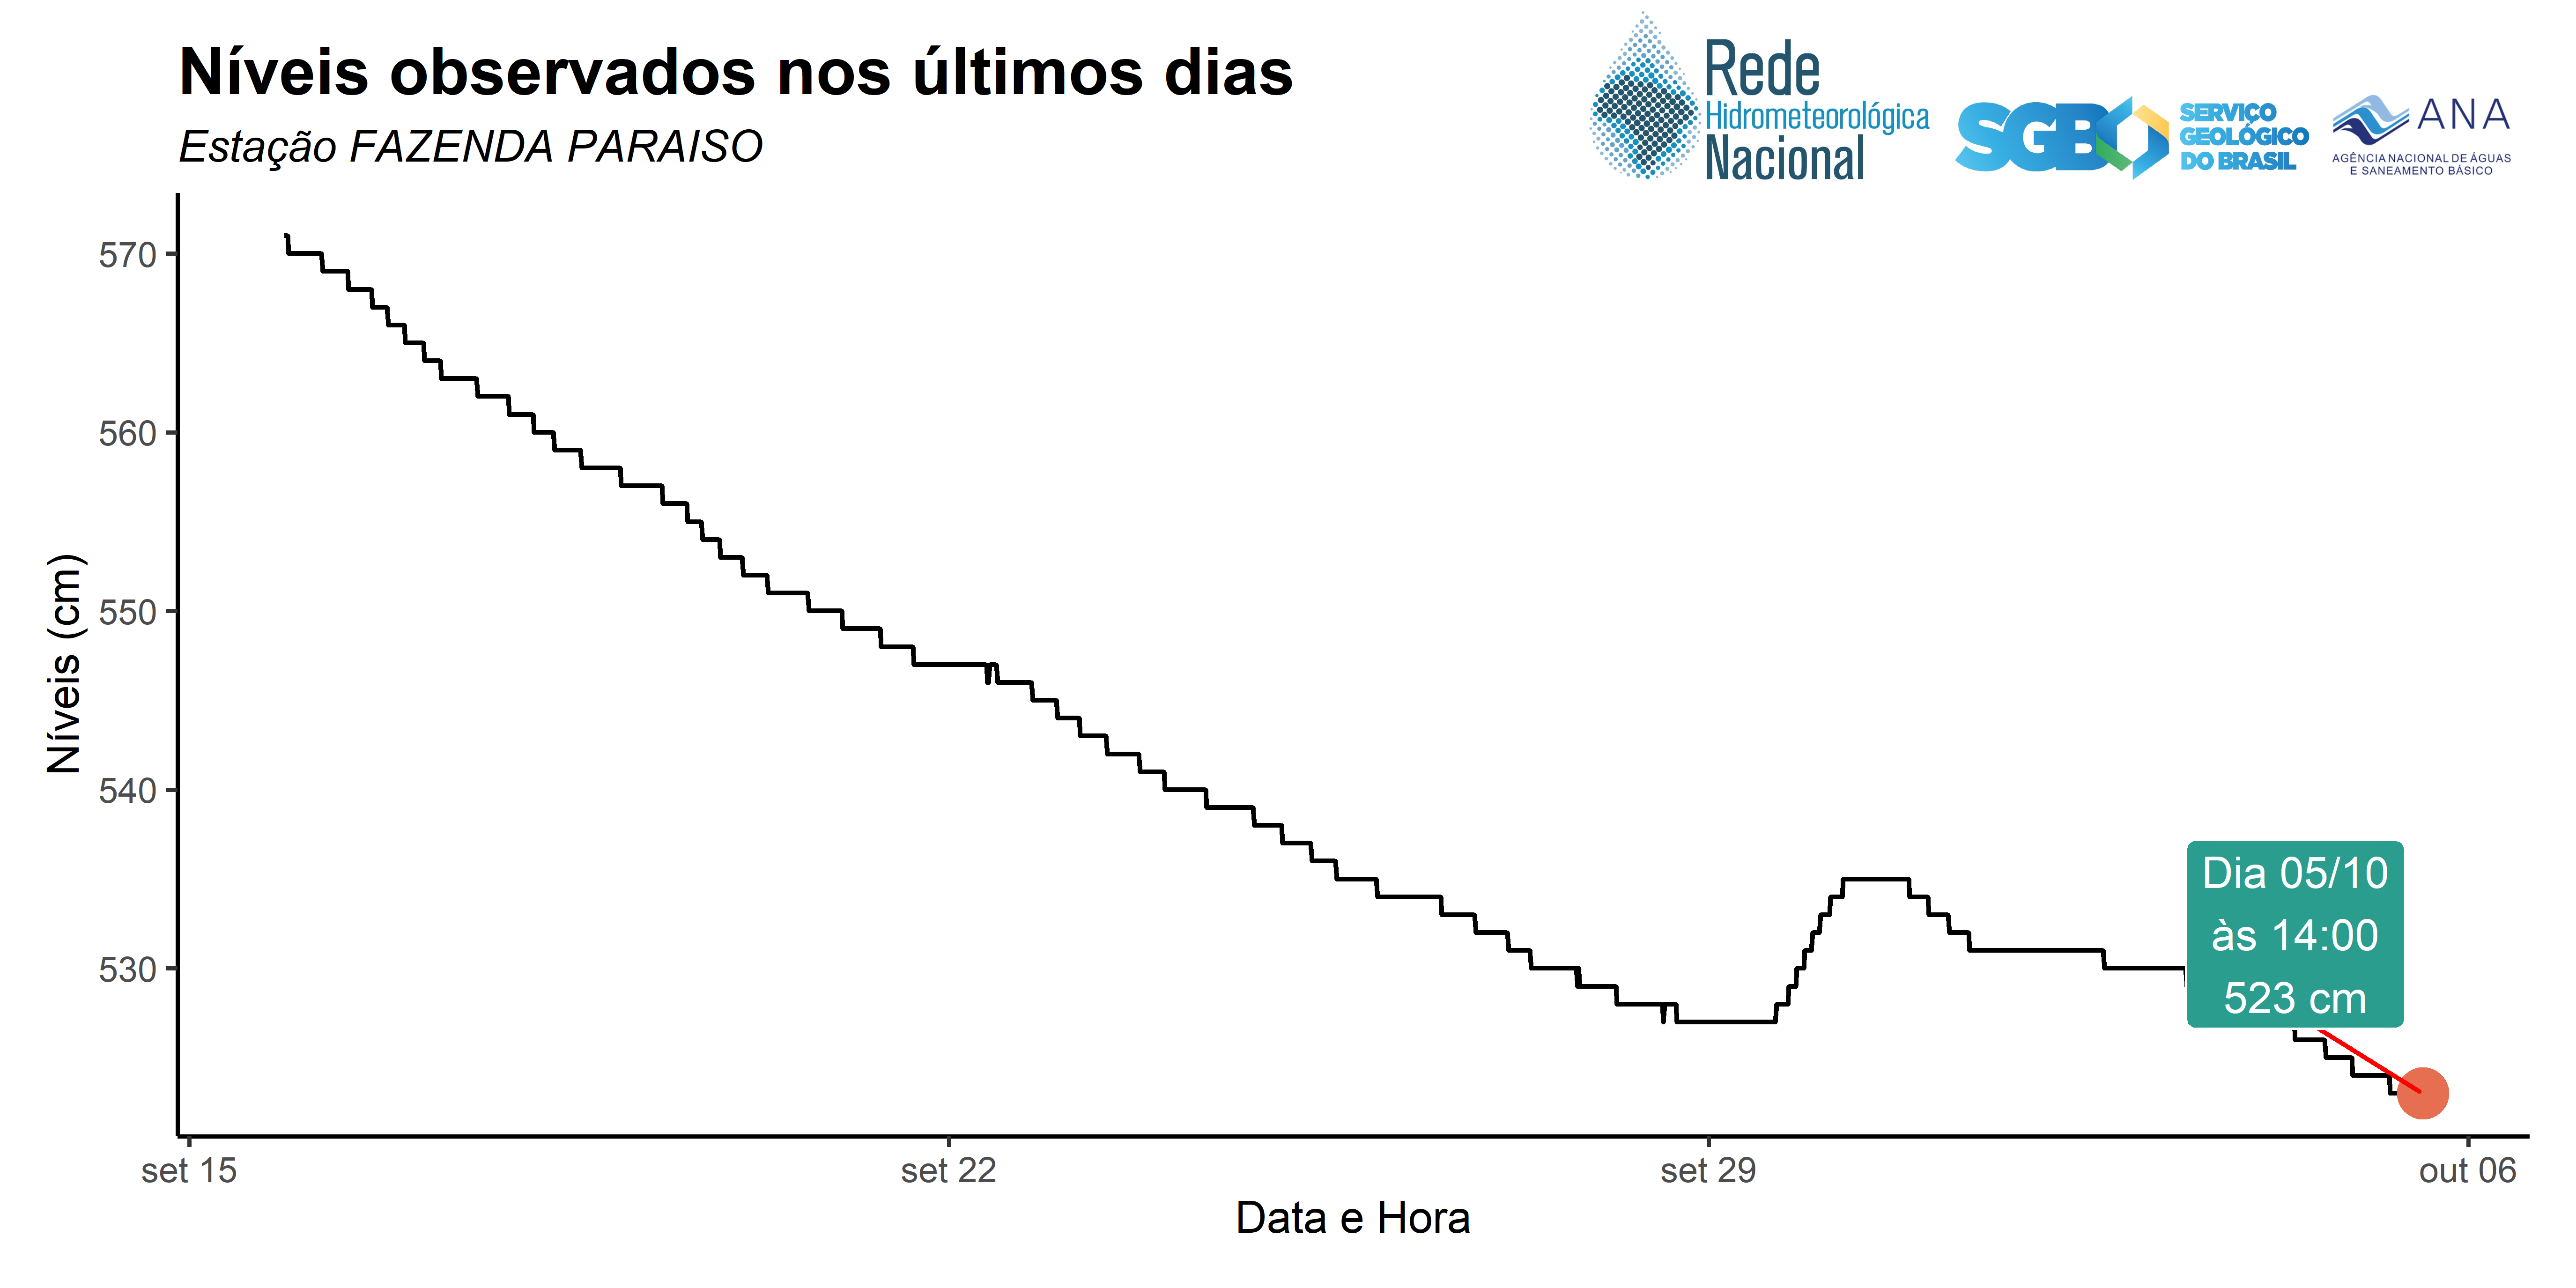 Níveis observados nos últimos dias
Estação FAZENDA PARAISO
Rede
Hidrometeorológica
Nacional
SGB
SERVIÇO
GEOLÓGICO
DO BRASIL
ANA
AGÊNCIA NACIONAL DE ÁGUAS
E SANEAMENTO BÁSICO
Níveis (cm)
570
560
550
540
530
Dia 05/10
às 14:00
523 cm
set 15
set 22
set 29
out 06
Data e Hora